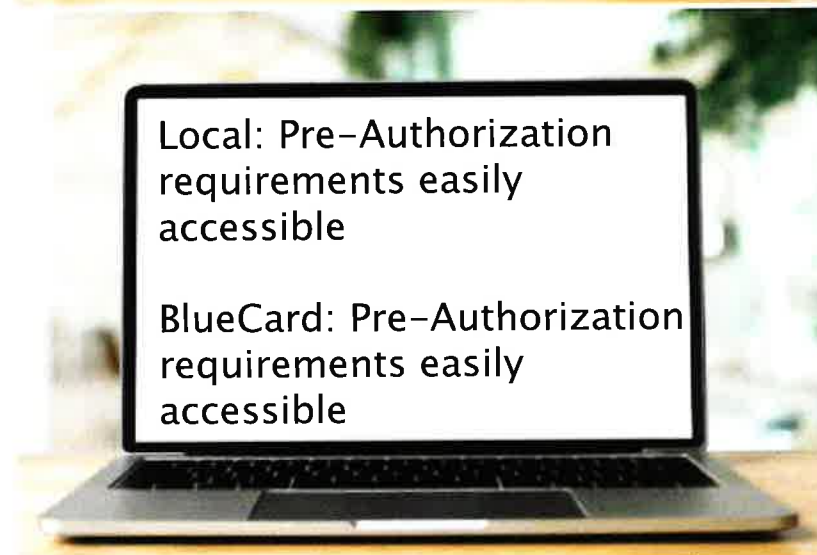 Local: Pre-Authorization
requirements easily
accessible
BlueCard: Pre-Authorization
requirements easily
accessible